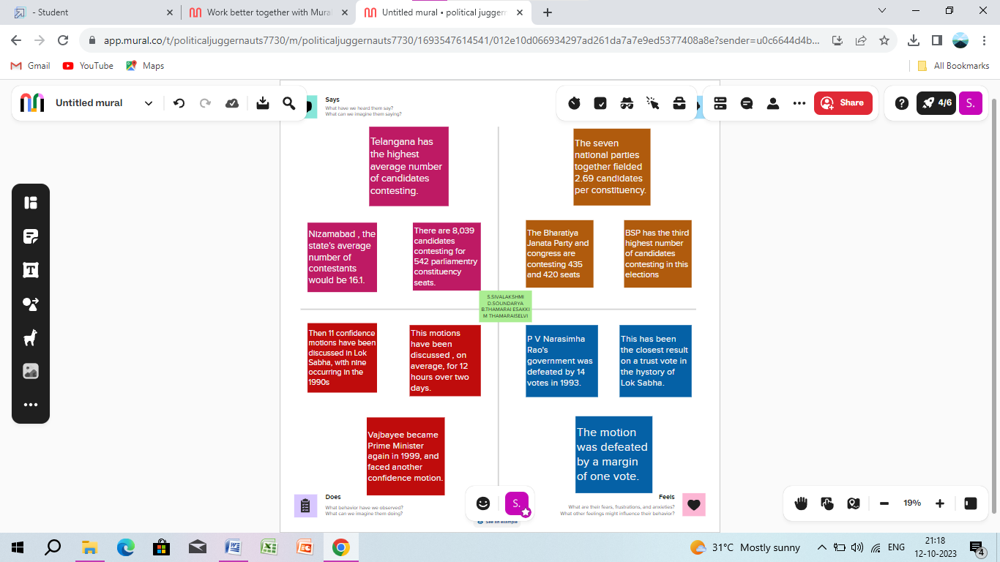 - Student
Work better together with Mural
Untitled mural • political juggern
app.mural.co/t/politicaljuggernauts7730/m/politicaljuggernauts7730/1693547614541/012e10d066934297ad261da7a7e9ed5377408a8e?sender=u0c6644d4b...
Gmail
YouTube
Maps
All Bookmarks
Untitled mural
Share
4/6
S.
Says
What have we heard them say?
What can we imagine them saying?
Telangana has
the highest
average number
of candidates
contesting.
The seven
national parties
together fielded
2.69 candidates
per constituency.
Nizamabad , the
state's average
number of
contestants
would be 16.1.
There are 8,039
candidates
contesting for
542 parliamentry
constituency
seats.
The Bharatiya
Janata Party and
congress are
contesting 435
and 420 seats
BSP has the third
highest number
of candidates
contesting in this
elections
S.SIVALAKSHMI
D.SOUNDARYA
B.THAMARAI ESAKKI
M THAMARAISELVI
Then 11 confidence
motions have been
discussed in Lok
Sabha, with nine
occurring in the
1990s
This motions
have been
discussed , on
average, for 12
hours over two
days.
P V Narasimha
Rao's
government was
defeated by 14
votes in 1993.
This has been
the closest result
on a trust vote in
the hystory of
Lok Sabha.
Vajbayee became
Prime Minister
again in 1999, and
faced another
confidence motion.
The motion
was defeated
by a margin
of one vote.
Does
What behavior have we observed?
What can we imagine them doing?
Feels
What are their fears, frustrations, and anxieties?
What other feelings might influence their behavior?
S.
See an example
19%
31°C Mostly sunny
ENG
21:18
12-10-2023
4